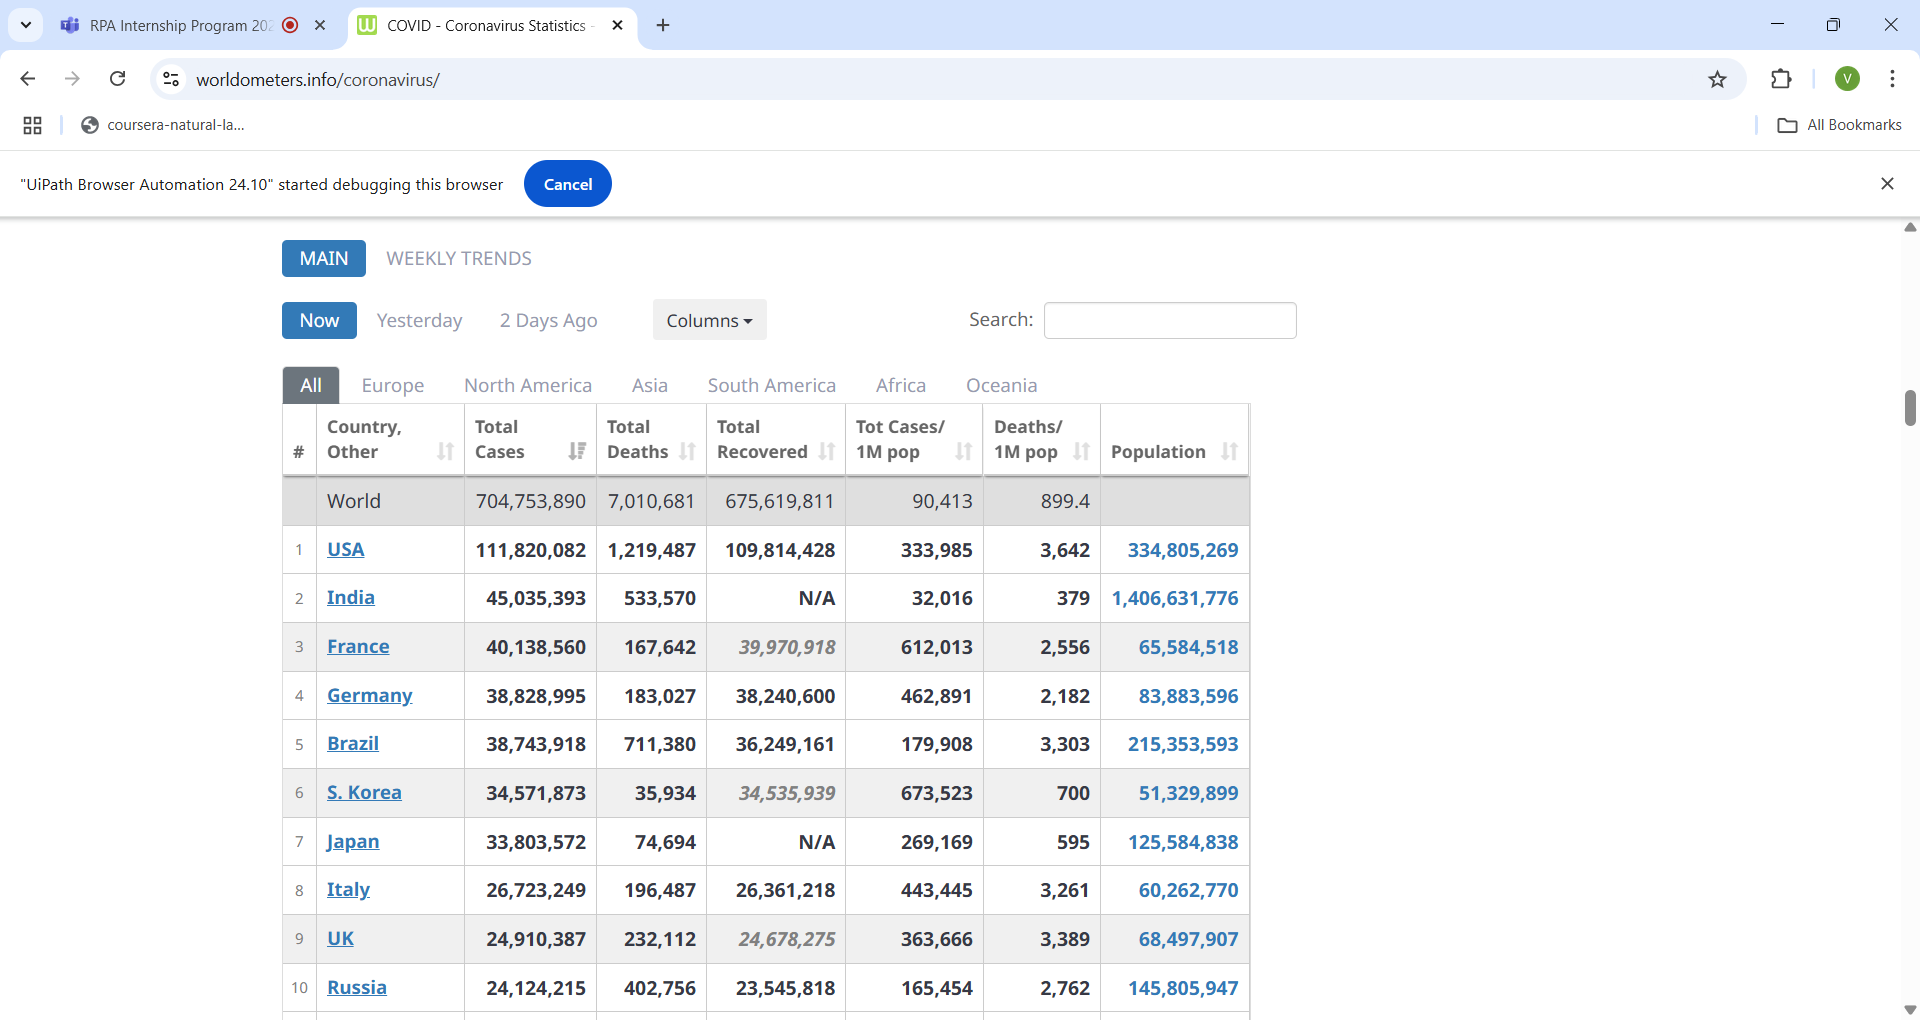 RPA Internship Program 202
COVID - Coronavirus Statistics -
worldometers.info/coronavirus/
V
coursera-natural-la...
All Bookmarks
"UiPath Browser Automation 24.10" started debugging this browser
Cancel
MAIN WEEKLY TRENDS
Now Yesterday 2 Days Ago Columns Search:
All Europe North America Asia South America Africa Oceania
# Country, Other Total Cases Total Deaths Total Recovered Tot Cases/ 1M pop Deaths/ 1M pop Population
World 704,753,890 7,010,681 675,619,811 90,413 899.4
1 USA 111,820,082 1,219,487 109,814,428 333,985 3,642 334,805,269
2 India 45,035,393 533,570 N/A 32,016 379 1,406,631,776
3 France 40,138,560 167,642 39,970,918 612,013 2,556 65,584,518
4 Germany 38,828,995 183,027 38,240,600 462,891 2,182 83,883,596
5 Brazil 38,743,918 711,380 36,249,161 179,908 3,303 215,353,593
6 S. Korea 34,571,873 35,934 34,535,939 673,523 700 51,329,899
7 Japan 33,803,572 74,694 N/A 269,169 595 125,584,838
8 Italy 26,723,249 196,487 26,361,218 443,445 3,261 60,262,770
9 UK 24,910,387 232,112 24,678,275 363,666 3,389 68,497,907
10 Russia 24,124,215 402,756 23,545,818 165,454 2,762 145,805,947